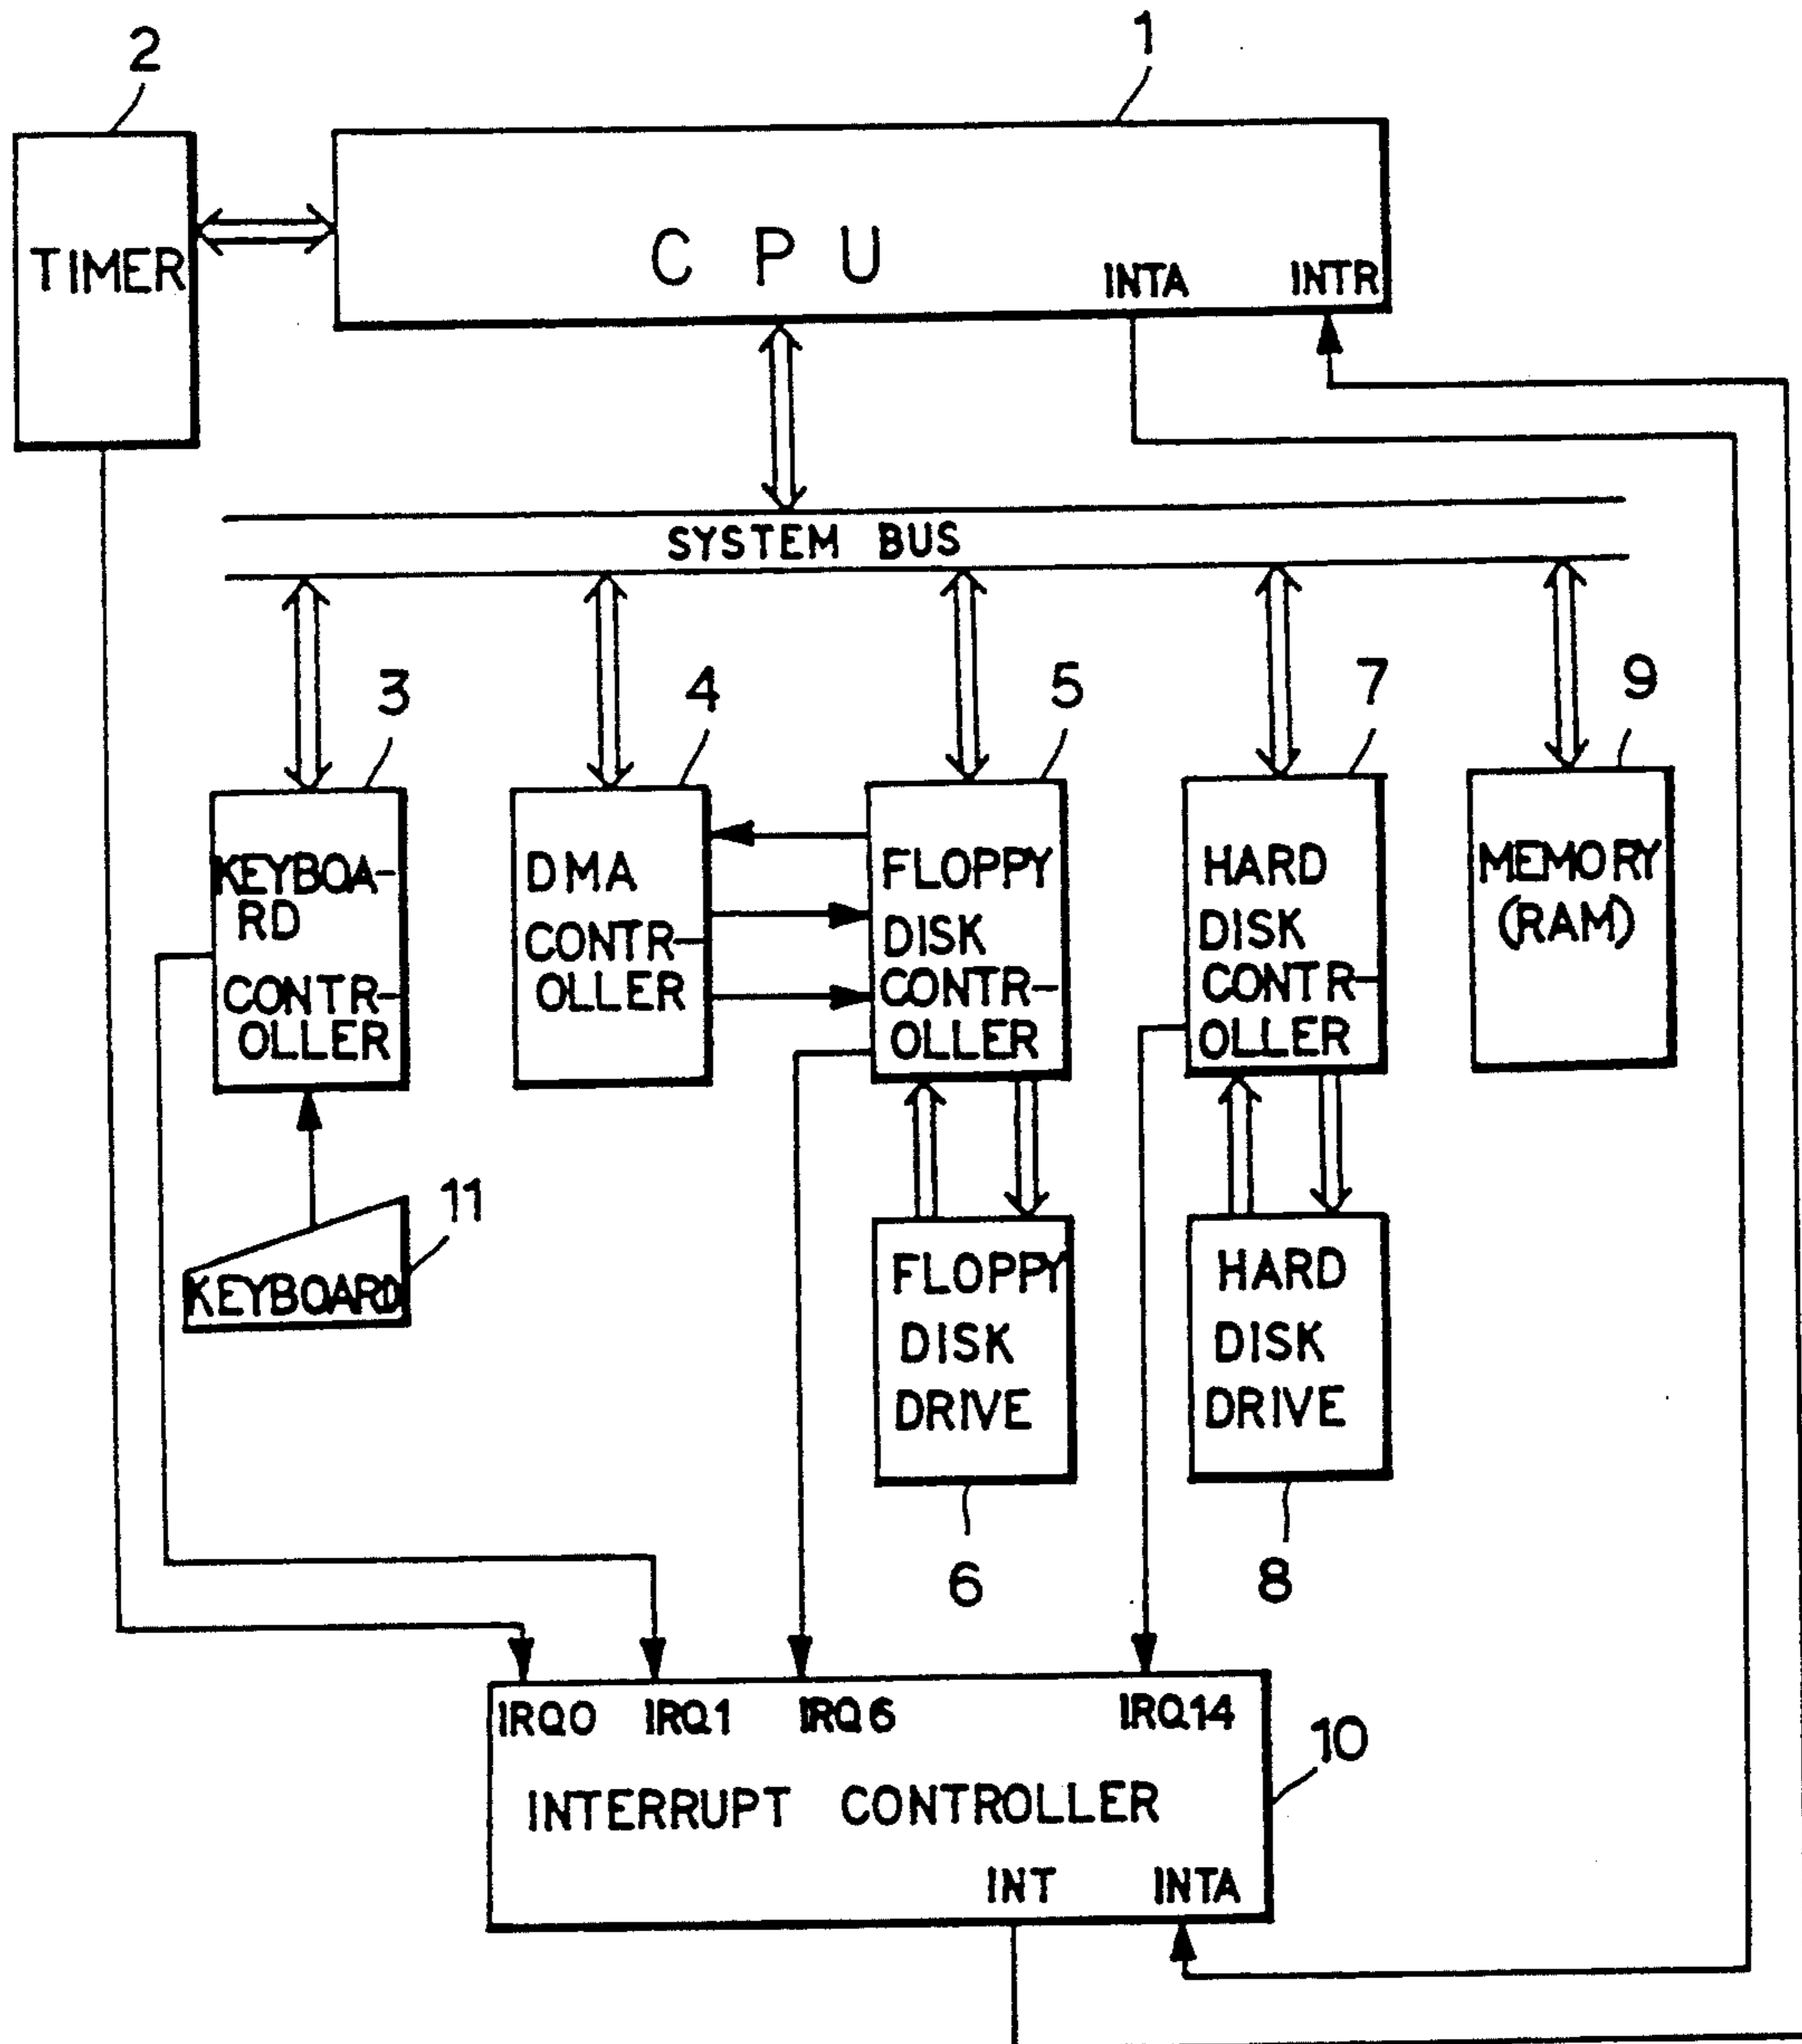 2
1
TIMER
CPU
INTA
INTR
SYSTEM BUS
3
4
5
7
9
KEYBOA-
RD
CONTR-
OLLER
DMA
CONTR-
OLLER
FLOPPY
DISK
CONTR-
OLLER
HARD
DISK
CONTR-
OLLER
MEMORY
(RAM)
11
KEYBOARD
FLOPPY
DISK
DRIVE
HARD
DISK
DRIVE
6
8
IRQ0
IRQ1
IRQ6
IRQ14
10
INTERRUPT CONTROLLER
INT
INTA